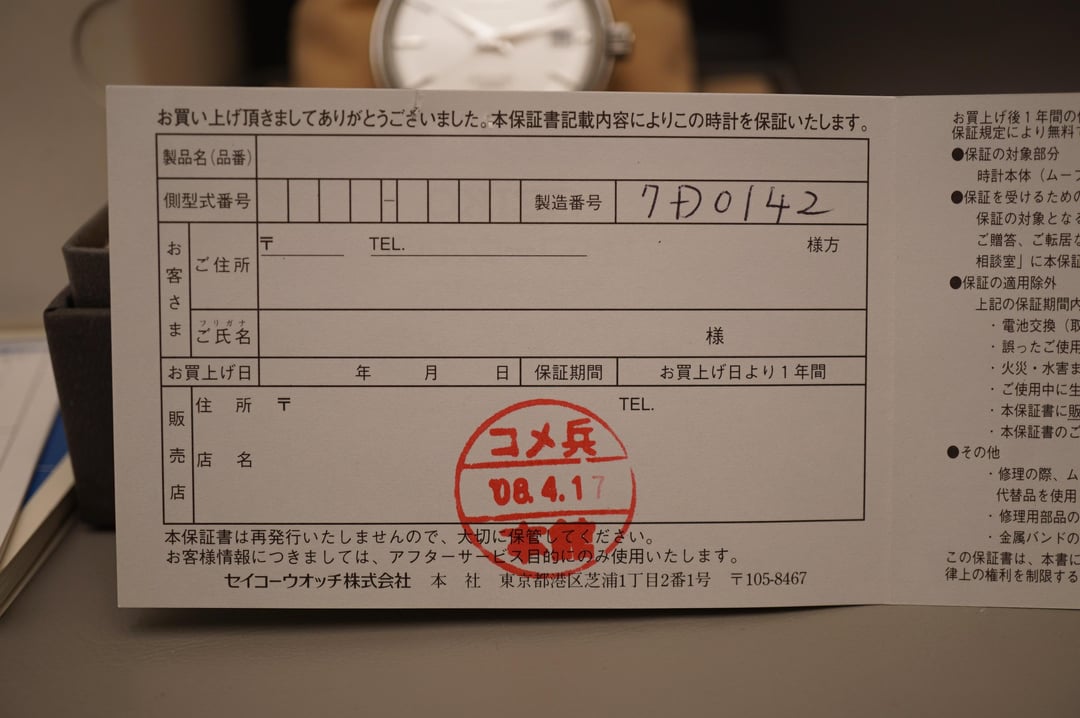 お買い上げ頂きましてありがとうございました。本保証書記載内容によりこの時計を保証いたします。
製品名(品番)
側型式番号 － 製造番号 7D0142
お客さま
ご住所 〒 TEL. 様方
フリガナ
ご氏名 様
お買上げ日 年 月 日 保証期間 お買上げ日より1年間
販売店
住所 〒 TEL.
店名
コメ兵
'08.4.17
本保証書は再発行いたしませんので、大切に保管してください。
お客様情報につきましては、アフターサービス目的にのみ使用いたします。
セイコーウオッチ株式会社 本社 東京都港区芝浦1丁目2番1号 〒105-8467
お買上げ後1年間の
保証規定により無料
●保証の対象部分
時計本体(ムーフ
●保証を受けるための
保証の対象となる
ご贈答、ご転居な
相談室」に本保証
●保証の適用除外
上記の保証期間内
・電池交換(取
・誤ったご使用
・火災・水害ま
・ご使用中に生
・本保証書に販
・本保証書のご
●その他
・修理の際、ム
代替品を使用
・修理用部品の
・金属バンドの
この保証書は、本書に
律上の権利を制限する